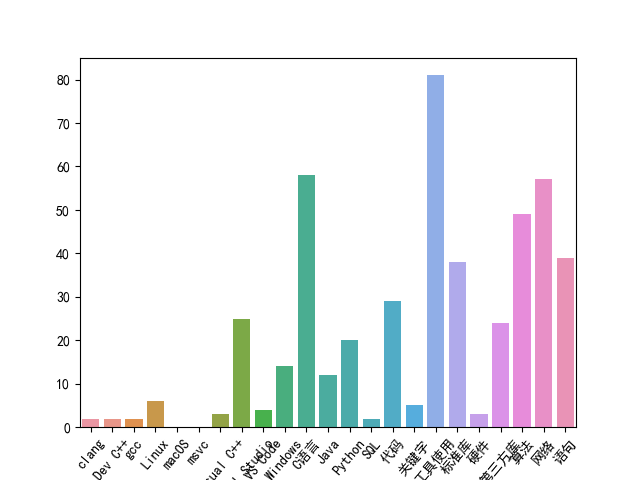 80
70
60
50
40
30
20
10
0
clang
Dev C++
gcc
Linux
macOS
msvc
ual C++
l Studio
VS Code
Windows
C语言
Java
Python
SQL
代码
关键字
工具使用
标准库
硬件
第三方库
算法
网络
语句